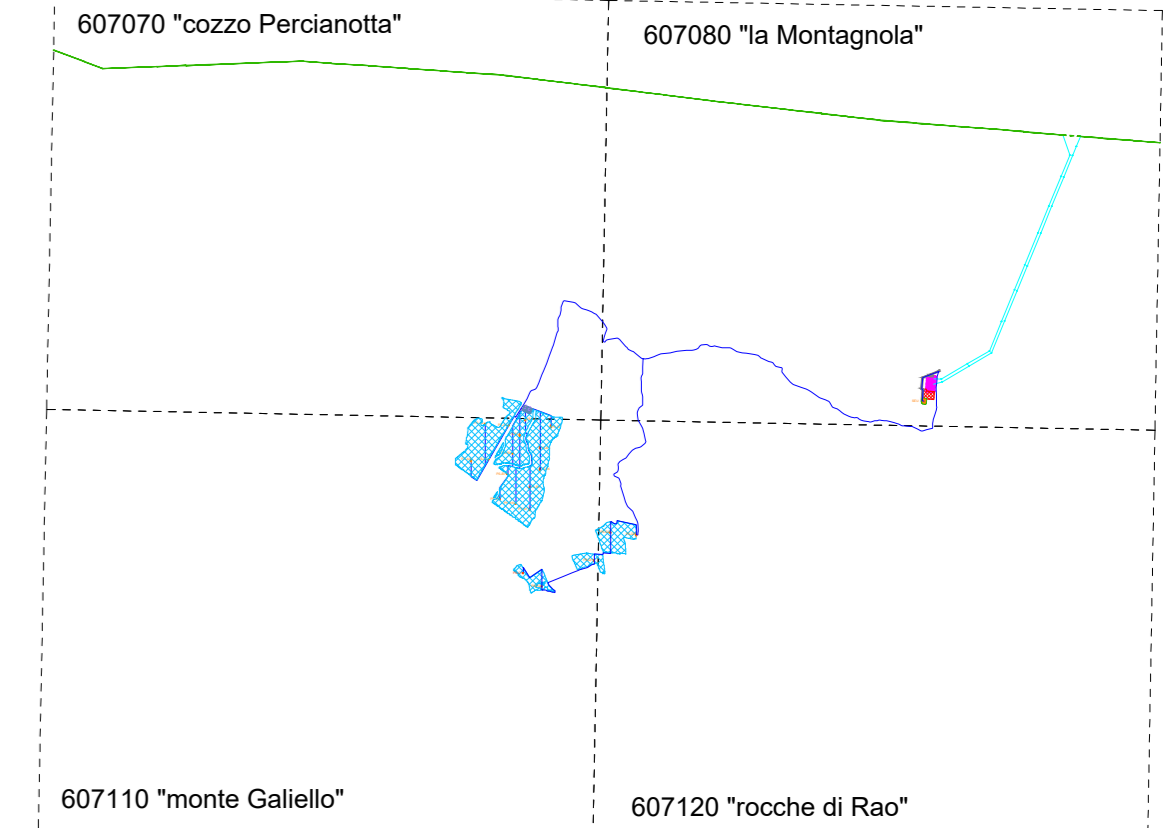 607070 "cozzo Percianotta"
607080 "la Montagnola"
607110 "monte Galiello"
607120 "rocche di Rao"